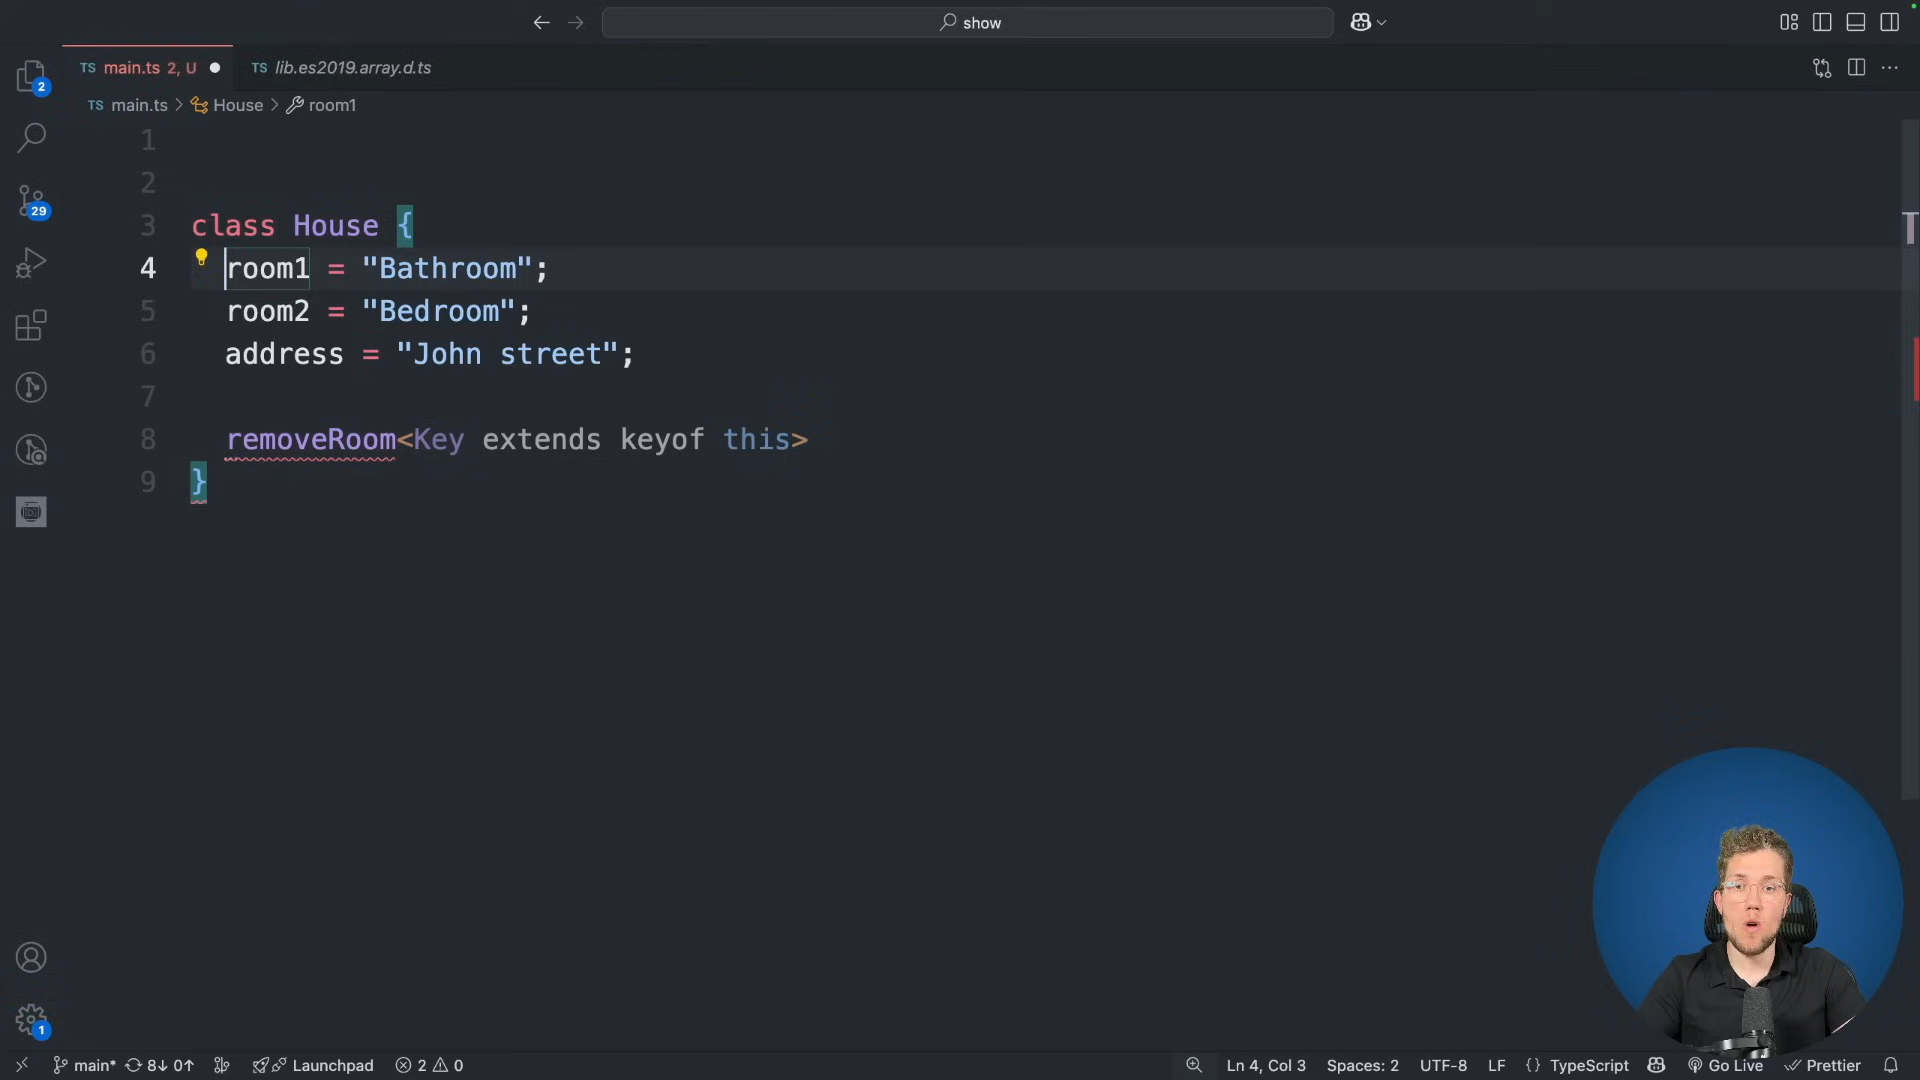 show
TS main.ts 2, U
TS lib.es2019.array.d.ts
TS main.ts > House > room1
2
29
1
1
2
3 class House {
4 room1 = "Bathroom";
5 room2 = "Bedroom";
6 address = "John street";
7
8 removeRoom<Key extends keyof this>
9 }
main* 8↓ 0↑ Launchpad 2 0
Ln 4, Col 3 Spaces: 2 UTF-8 LF {} TypeScript Go Live Prettier